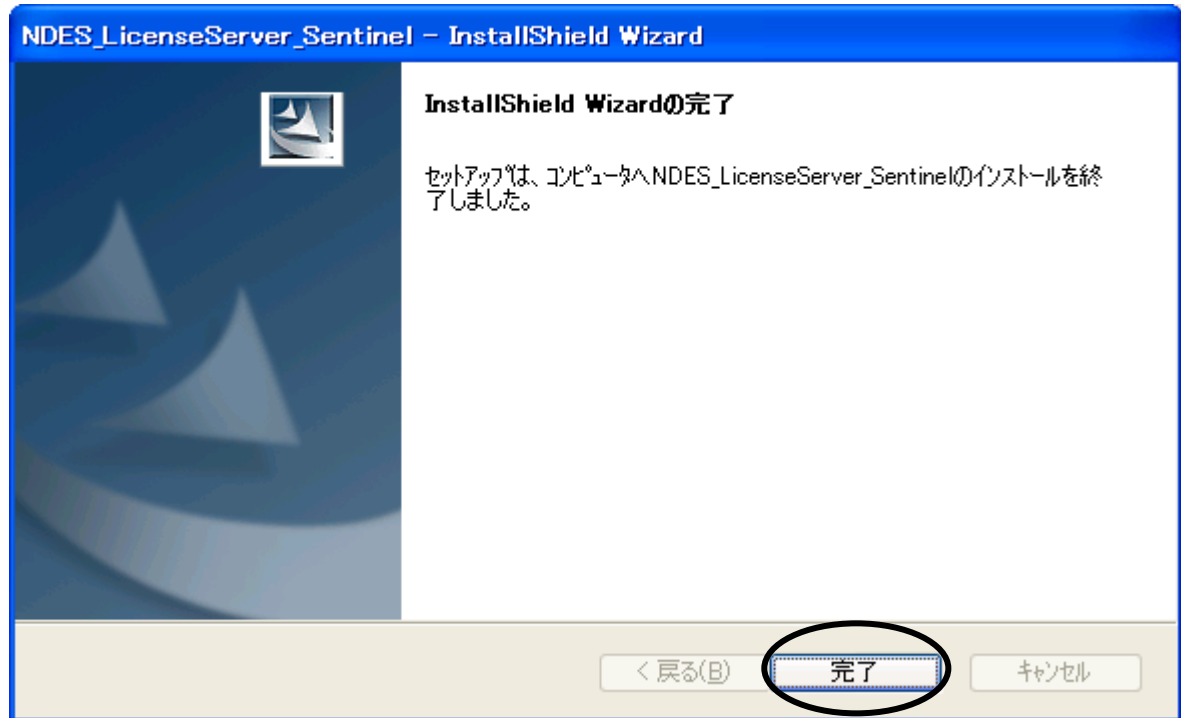 NDES_LicenseServer_Sentinel - InstallShield Wizard
InstallShield Wizardの完了
セットアップは、コンピュータへNDES_LicenseServer_Sentinelのインストールを終
了しました。
< 戻る(B)
完了
キャンセル